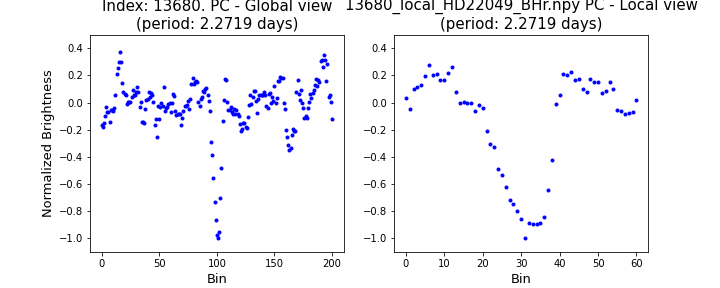 Index: 13680. PC - Global view
(period: 2.2719 days)
13680_local_HD22049_BHr.npy PC - Local view
(period: 2.2719 days)
Normalized Brightness
0.4
0.2
0.0
−0.2
−0.4
−0.6
−0.8
−1.0
0 50 100 150 200
Bin
0.4
0.2
0.0
−0.2
−0.4
−0.6
−0.8
−1.0
0 10 20 30 40 50 60
Bin